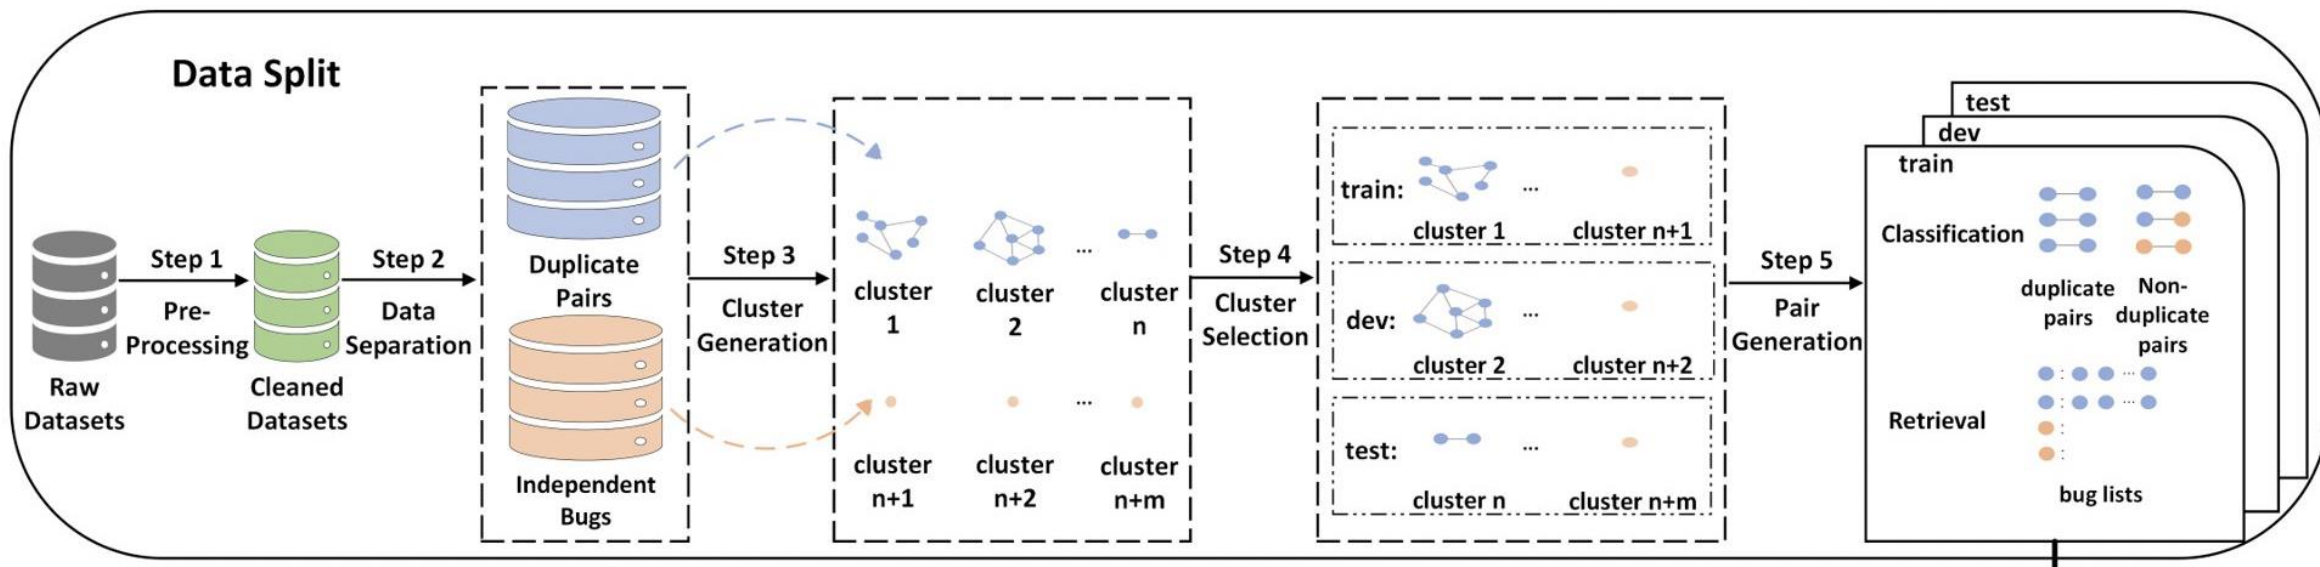 Data Split
Raw
Datasets
Step 1
Pre-
Processing
Cleaned
Datasets
Step 2
Data
Separation
Duplicate
Pairs
Independent
Bugs
Step 3
Cluster
Generation
cluster
1
cluster
2
...
cluster
n
cluster
n+1
cluster
n+2
...
cluster
n+m
Step 4
Cluster
Selection
train:
...
cluster 1
cluster n+1
dev:
...
cluster 2
cluster n+2
test:
...
cluster n
cluster n+m
Step 5
Pair
Generation
test
dev
train
Classification
duplicate
pairs
Non-
duplicate
pairs
Retrieval
: ...
: ...
:
:
bug lists